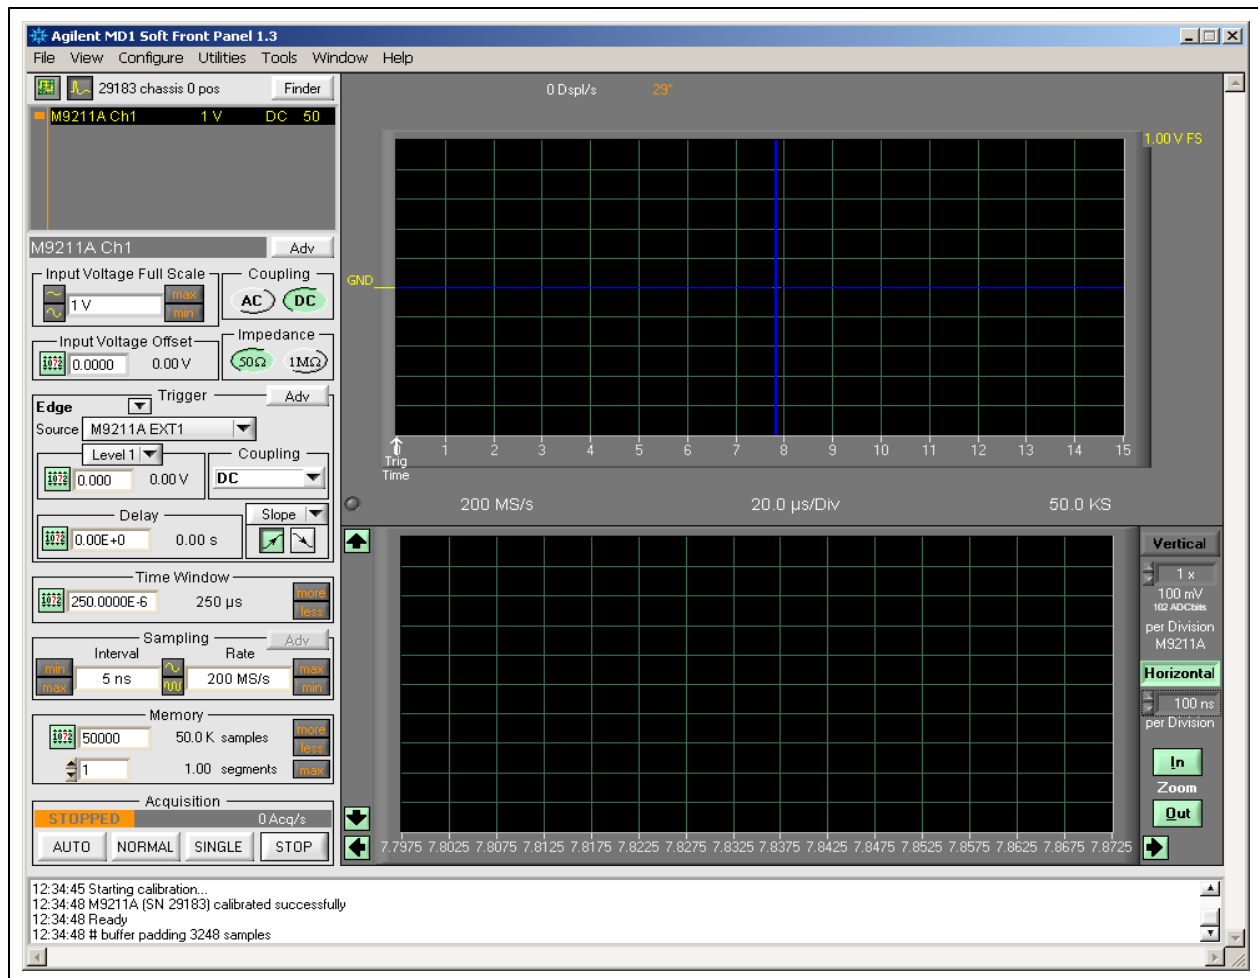 Agilent MD1 Soft Front Panel 1.3
File View Configure Utilities Tools Window Help
29183 chassis 0 pos Finder
M9211A Ch1 1 V DC 50
M9211A Ch1 Adv
Input Voltage Full Scale
1 V
max
min
Coupling
AC DC
Input Voltage Offset
0.0000 0.00 V
Impedance
50Ω 1MΩ
Trigger Adv
Edge
Source M9211A EXT1
Level 1
0.000 0.00 V
Coupling
DC
Delay
0.00E+0 0.00 s
Slope
Time Window
250.0000E-6 250 µs
more
less
Sampling Adv
Interval Rate
min
max
5 ns 200 MS/s
max
min
Memory
50000 50.0 K samples
more
less
1 1.00 segments max
Acquisition
STOPPED 0 Acq/s
AUTO NORMAL SINGLE STOP
0 Dspl/s 29°
1.00 V FS
GND
0 1 2 3 4 5 6 7 8 9 10 11 12 13 14 15
Trig
Time
200 MS/s 20.0 µs/Div 50.0 KS
Vertical
1 x
100 mV
102 ADCbits
per Division
M9211A
Horizontal
100 ns
per Division
In
Zoom
Out
7.7975 7.8025 7.8075 7.8125 7.8175 7.8225 7.8275 7.8325 7.8375 7.8425 7.8475 7.8525 7.8575 7.8625 7.8675 7.8725
12:34:45 Starting calibration...
12:34:48 M9211A (SN 29183) calibrated successfully
12:34:48 Ready
12:34:48 # buffer padding 3248 samples